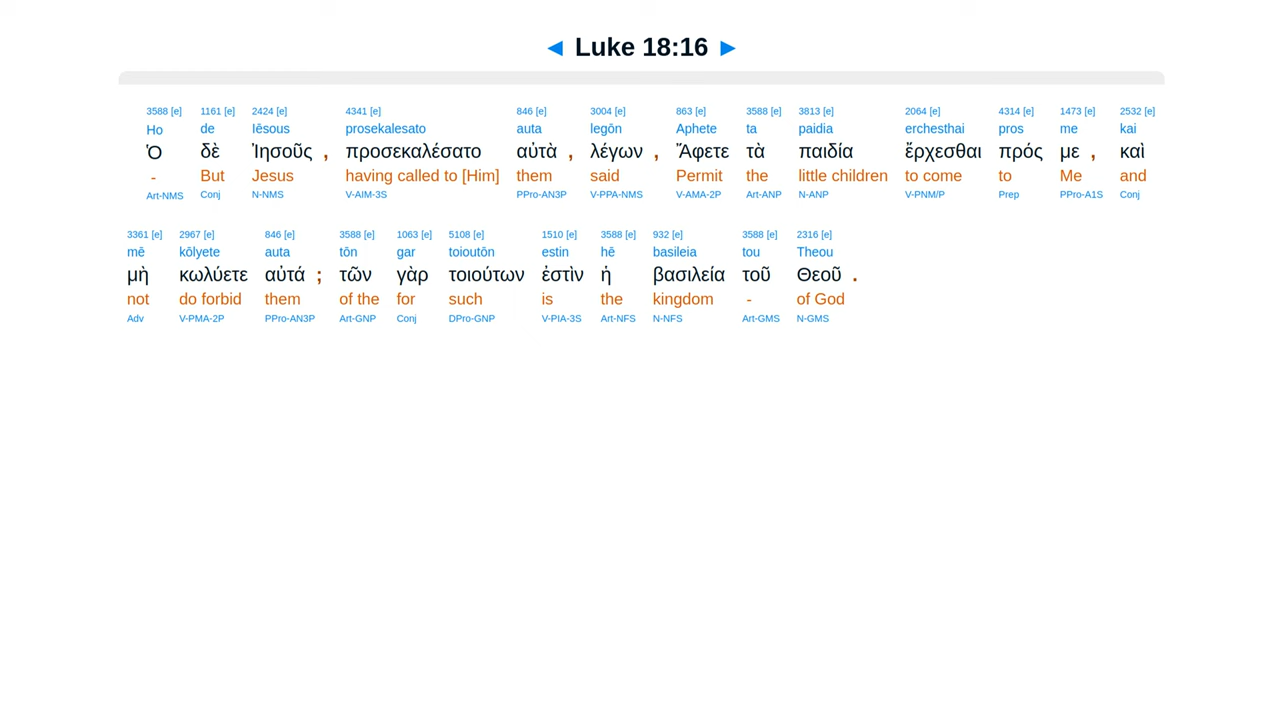 ◄ Luke 18:16 ►
3588 [e] 1161 [e] 2424 [e] 4341 [e] 846 [e] 3004 [e] 863 [e] 3588 [e] 3813 [e] 2064 [e] 4314 [e] 1473 [e] 2532 [e]
Ho de Iēsous prosekalesato auta legōn Aphete ta paidia erchesthai pros me kai
Ὁ δὲ Ἰησοῦς , προσεκαλέσατο αὐτὰ , λέγων , Ἄφετε τὰ παιδία ἔρχεσθαι πρός με , καὶ
- But Jesus having called to [Him] them said Permit the little children to come to Me and
Art-NMS Conj N-NMS V-AIM-3S PPro-AN3P V-PPA-NMS V-AMA-2P Art-ANP N-ANP V-PNM/P Prep PPro-A1S Conj
3361 [e] 2967 [e] 846 [e] 3588 [e] 1063 [e] 5108 [e] 1510 [e] 3588 [e] 932 [e] 3588 [e] 2316 [e]
mē kōlyete auta tōn gar toioutōn estin hē basileia tou Theou
μὴ κωλύετε αὐτά ; τῶν γὰρ τοιούτων ἐστὶν ἡ βασιλεία τοῦ Θεοῦ .
not do forbid them of the for such is the kingdom - of God
Adv V-PMA-2P PPro-AN3P Art-GNP Conj DPro-GNP V-PIA-3S Art-NFS N-NFS Art-GMS N-GMS